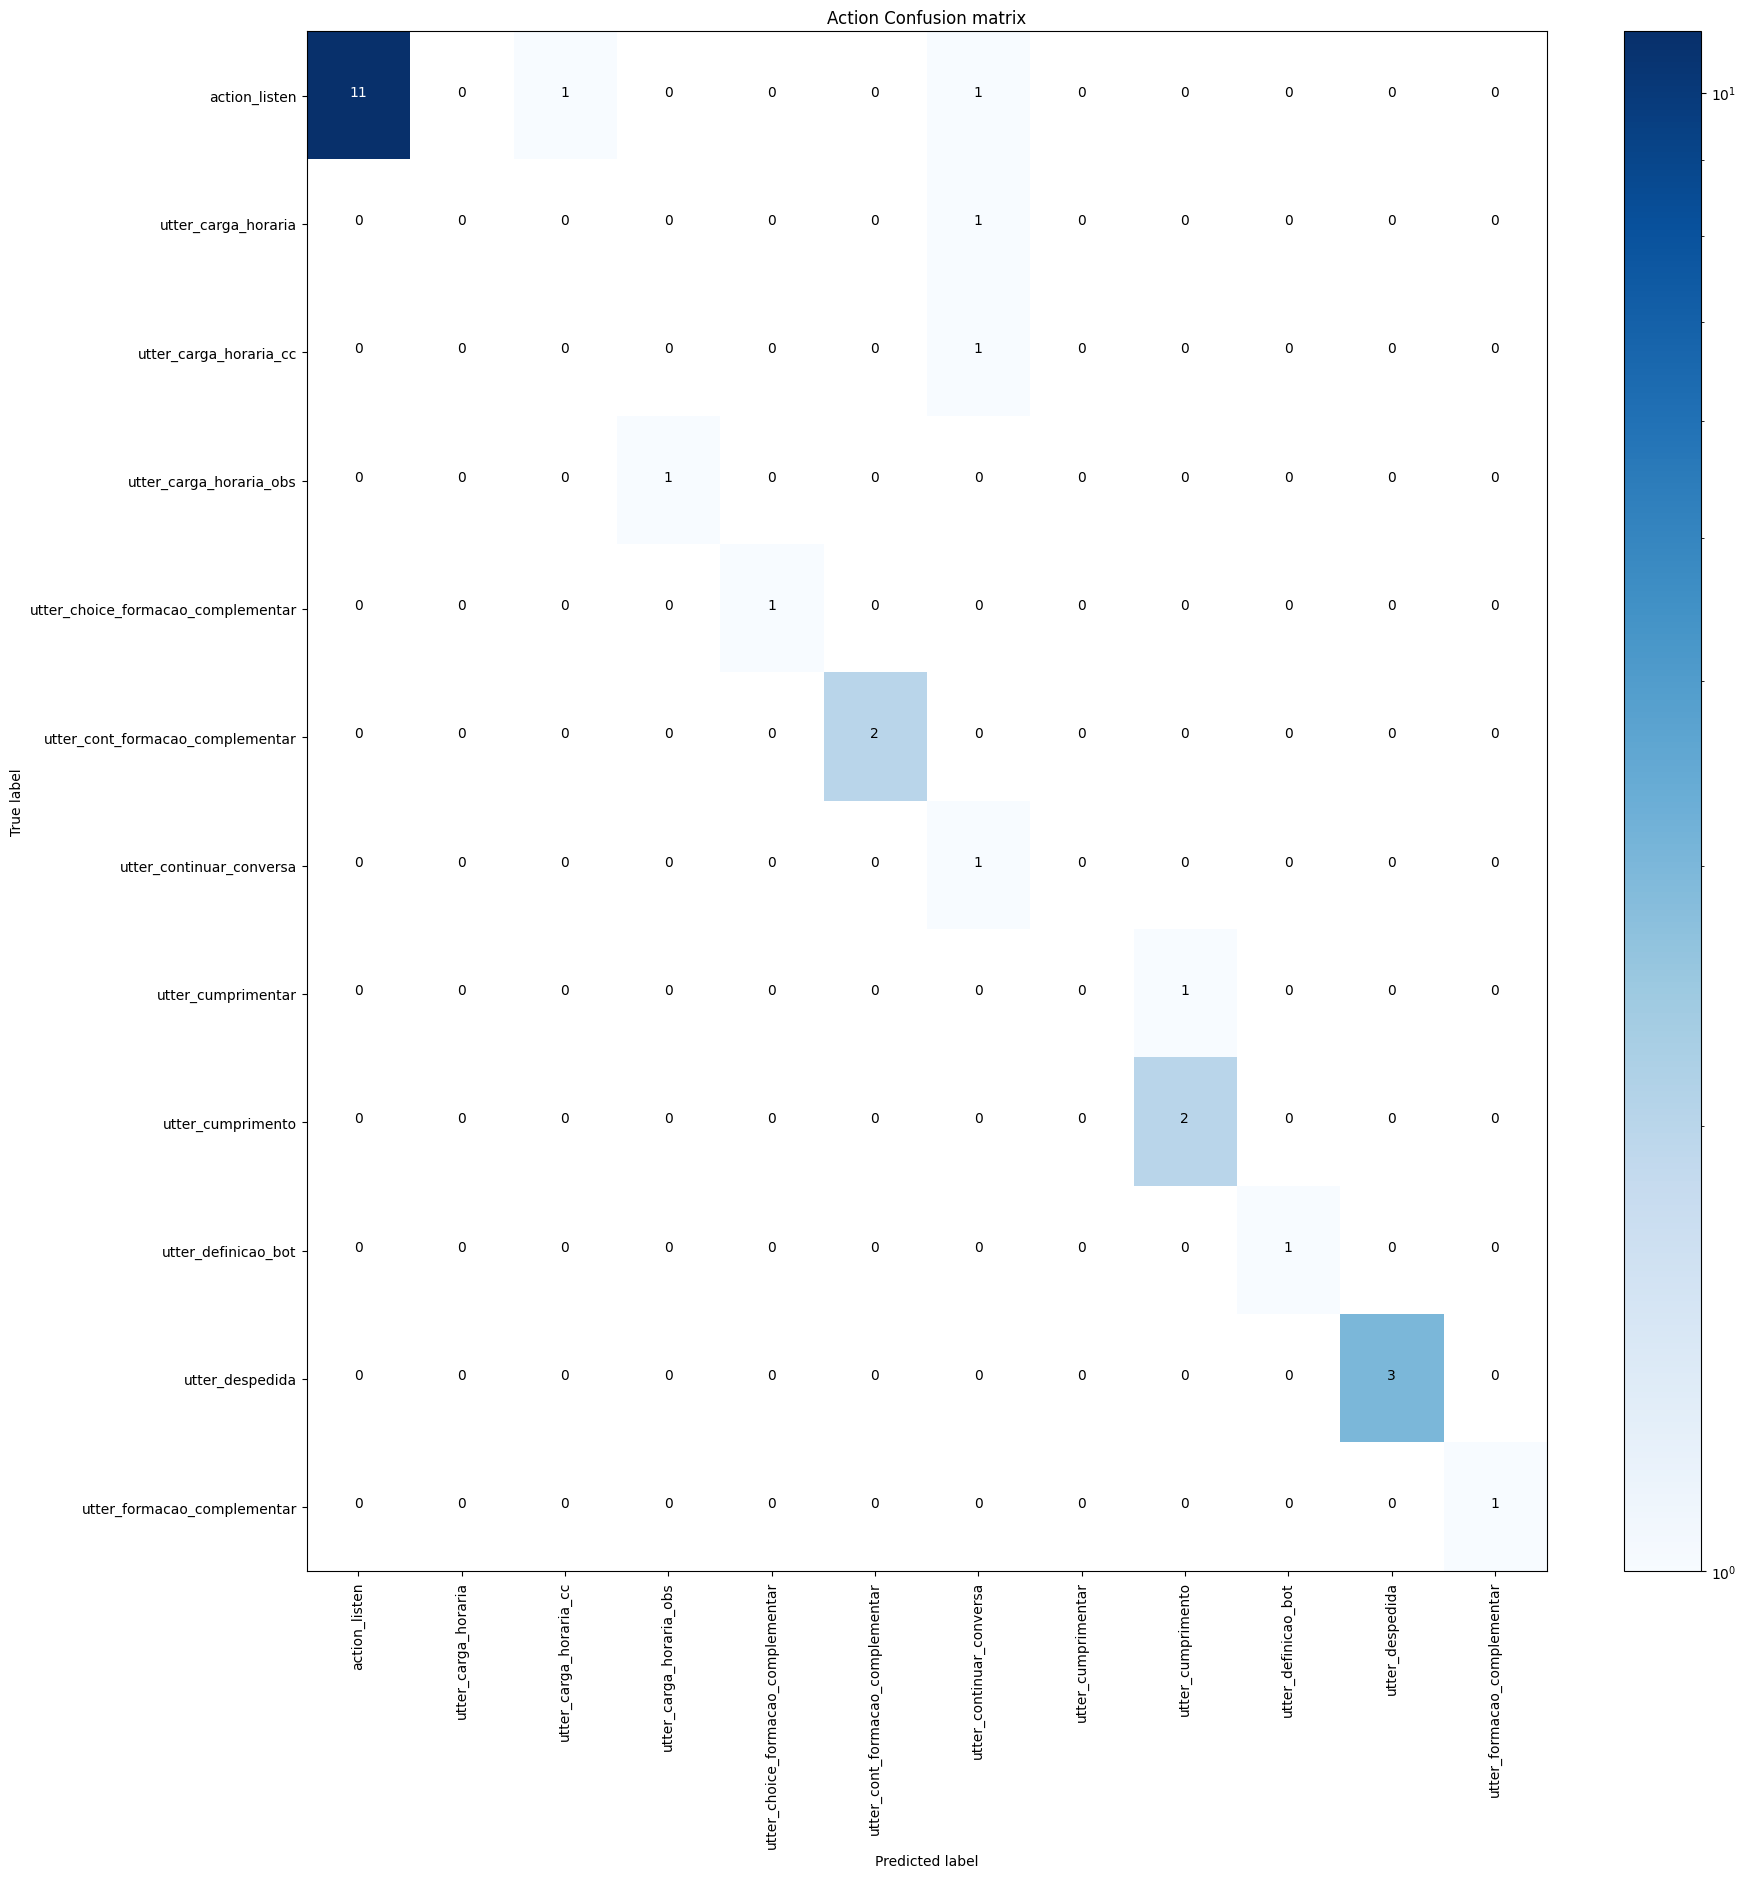 Action Confusion matrix
True label
action_listen 11 0 1 0 0 0 1 0 0 0 0 0
utter_carga_horaria 0 0 0 0 0 0 1 0 0 0 0 0
utter_carga_horaria_cc 0 0 0 0 0 0 1 0 0 0 0 0
utter_carga_horaria_obs 0 0 0 1 0 0 0 0 0 0 0 0
utter_choice_formacao_complementar 0 0 0 0 1 0 0 0 0 0 0 0
utter_cont_formacao_complementar 0 0 0 0 0 2 0 0 0 0 0 0
utter_continuar_conversa 0 0 0 0 0 0 1 0 0 0 0 0
utter_cumprimentar 0 0 0 0 0 0 0 0 1 0 0 0
utter_cumprimento 0 0 0 0 0 0 0 0 2 0 0 0
utter_definicao_bot 0 0 0 0 0 0 0 0 0 1 0 0
utter_despedida 0 0 0 0 0 0 0 0 0 0 3 0
utter_formacao_complementar 0 0 0 0 0 0 0 0 0 0 0 1
action_listen
utter_carga_horaria
utter_carga_horaria_cc
utter_carga_horaria_obs
utter_choice_formacao_complementar
utter_cont_formacao_complementar
utter_continuar_conversa
utter_cumprimentar
utter_cumprimento
utter_definicao_bot
utter_despedida
utter_formacao_complementar
Predicted label
10¹
10⁰